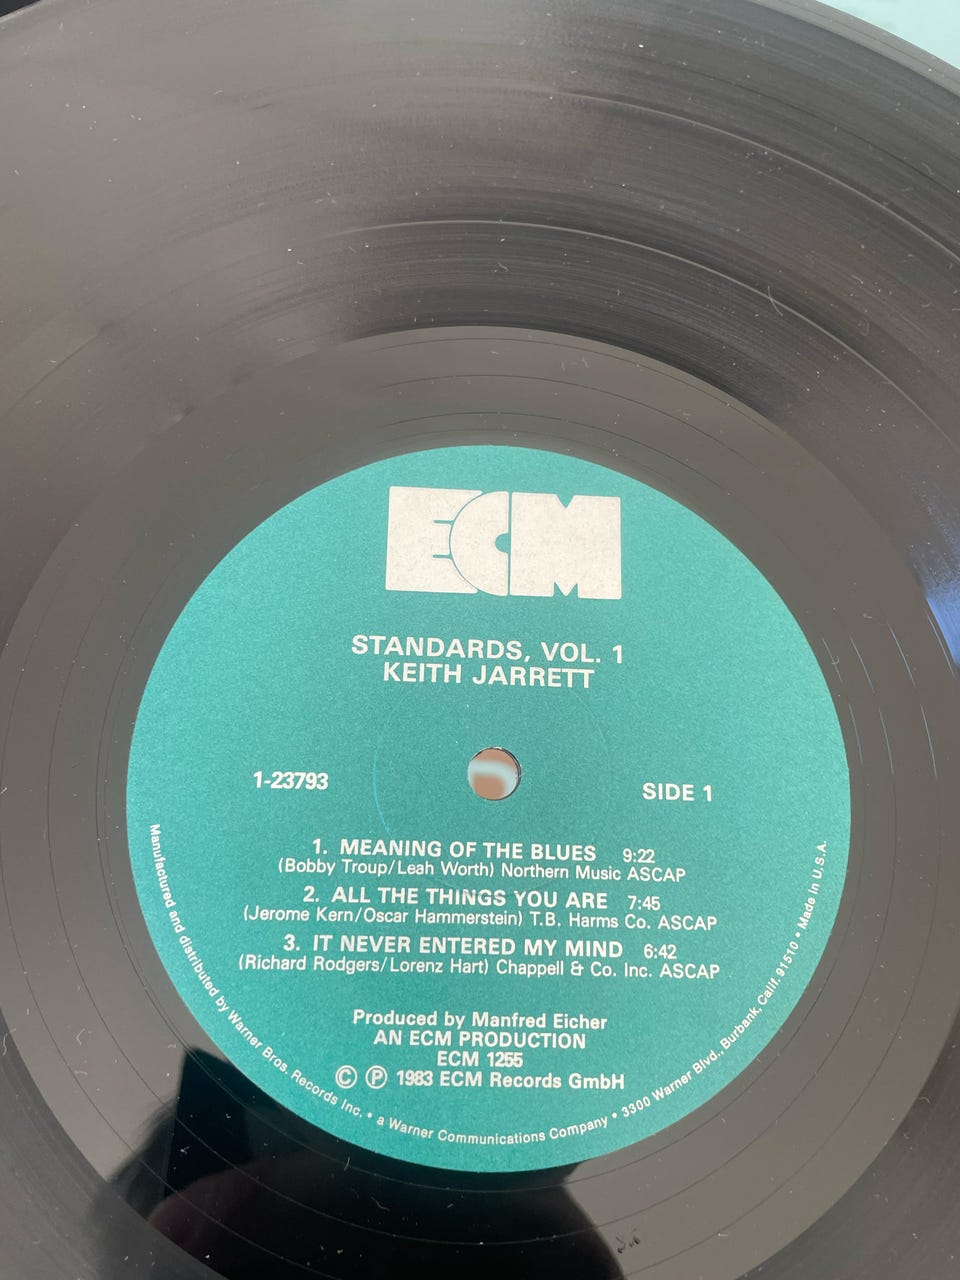 ECM
STANDARDS, VOL. 1
KEITH JARRETT
1-23793
SIDE 1
1. MEANING OF THE BLUES 9:22
(Bobby Troup/Leah Worth) Northern Music ASCAP
2. ALL THE THINGS YOU ARE 7:45
(Jerome Kern/Oscar Hammerstein) T.B. Harms Co. ASCAP
3. IT NEVER ENTERED MY MIND 6:42
(Richard Rodgers/Lorenz Hart) Chappell & Co. Inc. ASCAP
Produced by Manfred Eicher
AN ECM PRODUCTION
ECM 1255
© ℗ 1983 ECM Records GmbH
Manufactured and distributed by Warner Bros. Records Inc. • a Warner Communications Company • 3300 Warner Blvd., Burbank, Calif. 91510 • Made in U.S.A.